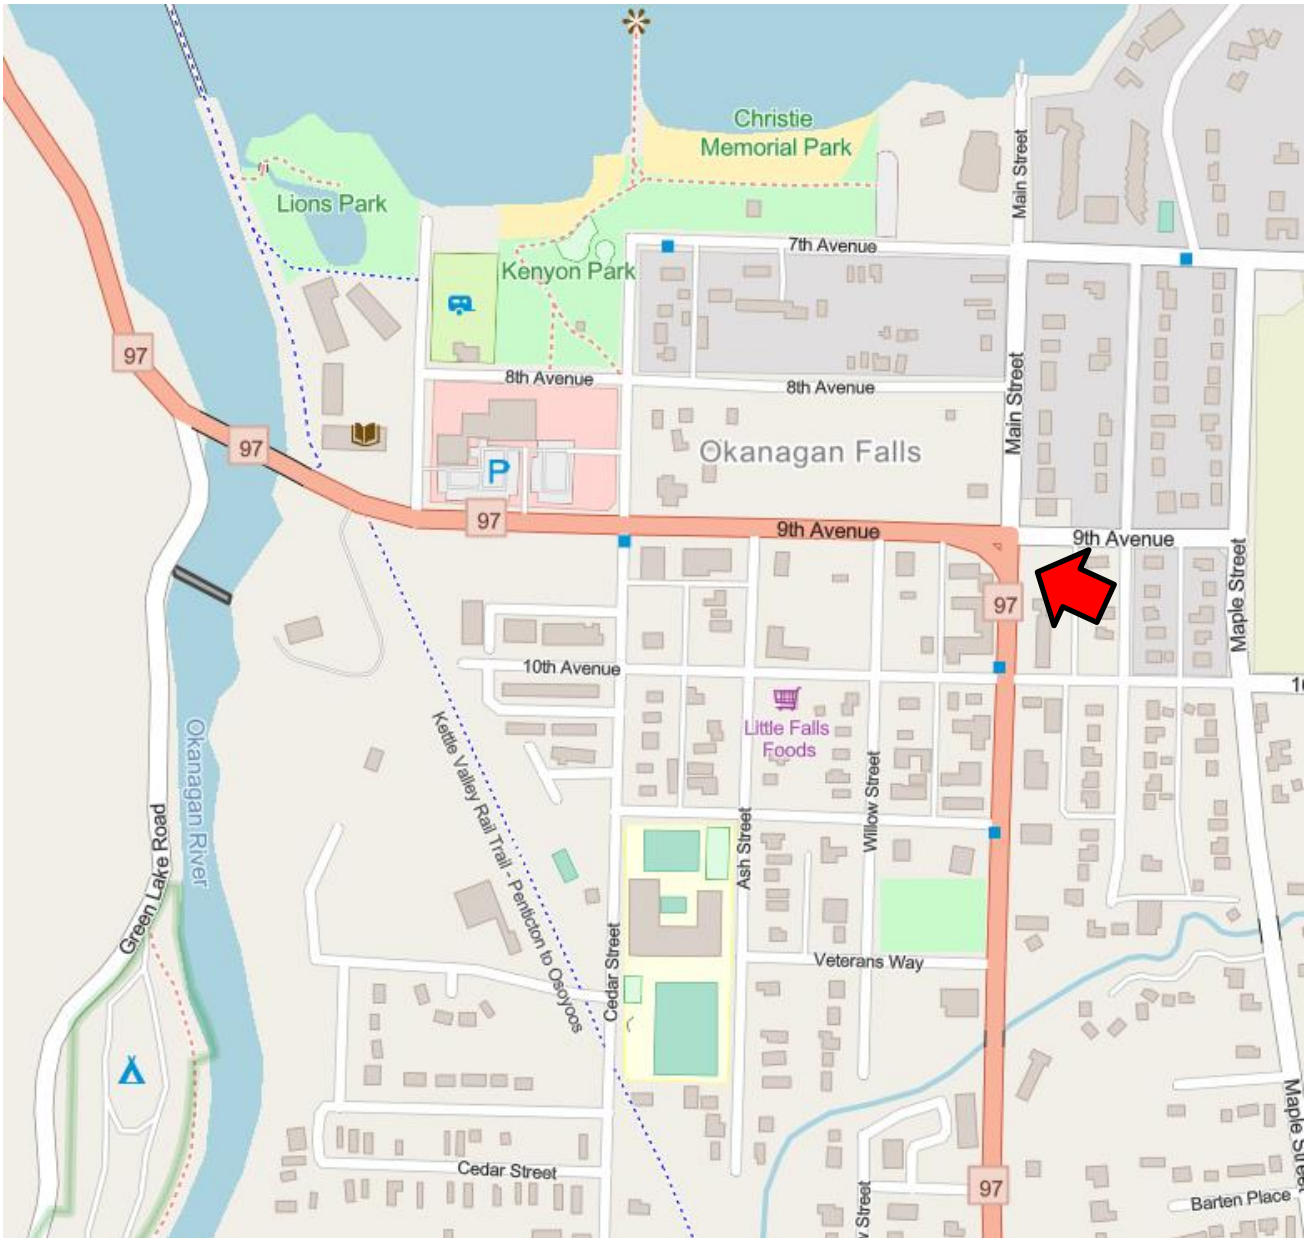 Christie
Memorial Park
Main Street
Lions Park
7th Avenue
Kenyon Park
97
8th Avenue
8th Avenue
Main Street
97
Okanagan Falls
P
97
9th Avenue
9th Avenue
Maple Street
97
10th Avenue
Little Falls
Foods
Kettle Valley Rail Trail - Penticton to Osoyoos
Okanagan River
Willow Street
Ash Street
Green Lake Road
Cedar Street
Veterans Way
Maple Street
Cedar Street
97
Barten Place
Street